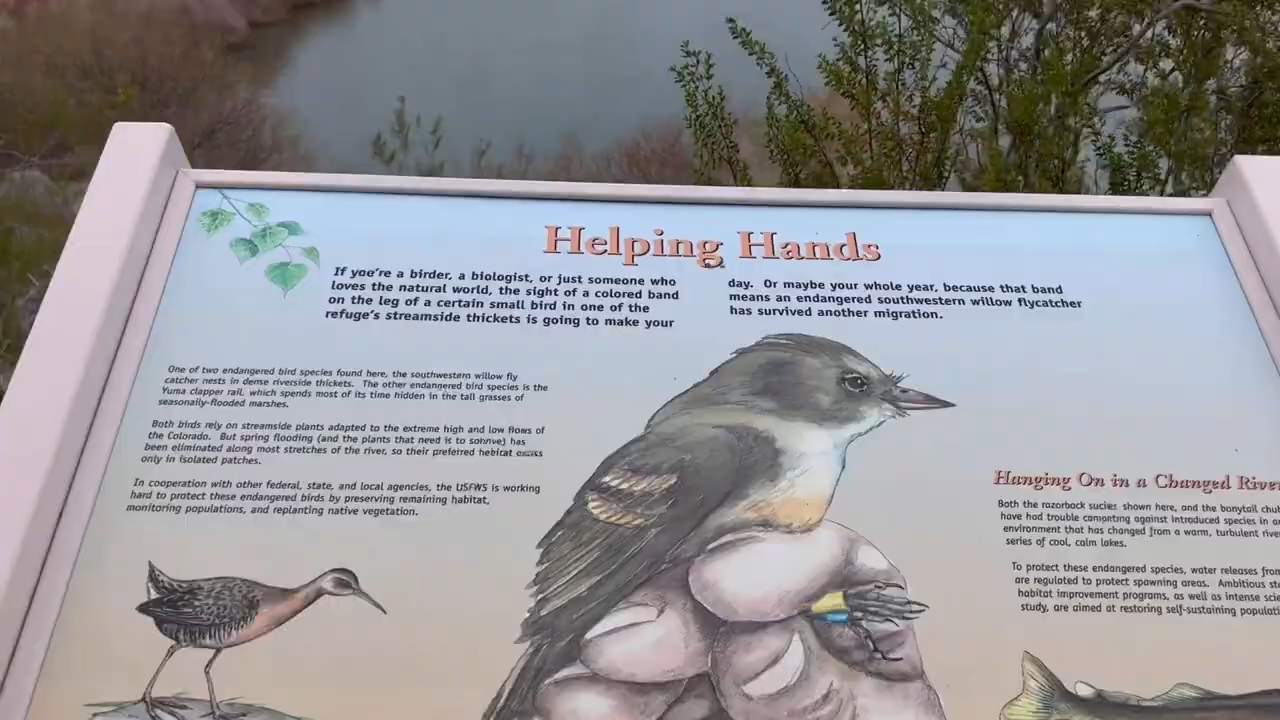 Helping Hands
If you're a birder, a biologist, or just someone who
loves the natural world, the sight of a colored band
on the leg of a certain small bird in one of the
refuge's streamside thickets is going to make your
day. Or maybe your whole year, because that band
means an endangered southwestern willow flycatcher
has survived another migration.
One of two endangered bird species found here, the southwestern willow fly
catcher nests in dense riverside thickets. The other endangered bird species is the
Yuma clapper rail, which spends most of its time hidden in the tall grasses of
seasonally-flooded marshes.
Both birds rely on streamside plants adapted to the extreme high and low flows of
the Colorado. But spring flooding (and the plants that need is to) has
been eliminated along most stretches of the river, so their preferred
only in isolated patches.
In cooperation with other federal, state, and local agencies, the USFWS is working
hard to protect these endangered birds by preserving remaining habitat,
monitoring populations, and replanting native vegetation.
Hanging On in a Changed River
Both the razorback shown here, and the bonytail chub
have had trouble against introduced species in a
environment that has changed from a warm, turbulent rive
series of cool, calm lakes.
To protect these endangered species, water releases from
are regulated to protect spawning areas. Ambitious st
habitat improvement programs, as well as intense scie
study, are aimed at restoring self-sustaining populati